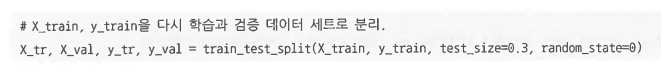 # X_train, y_train을 다시 학습과 검증 데이터 세트로 분리.
X_tr, X_val, y_tr, y_val = train_test_split(X_train, y_train, test_size=0.3, random_state=0)